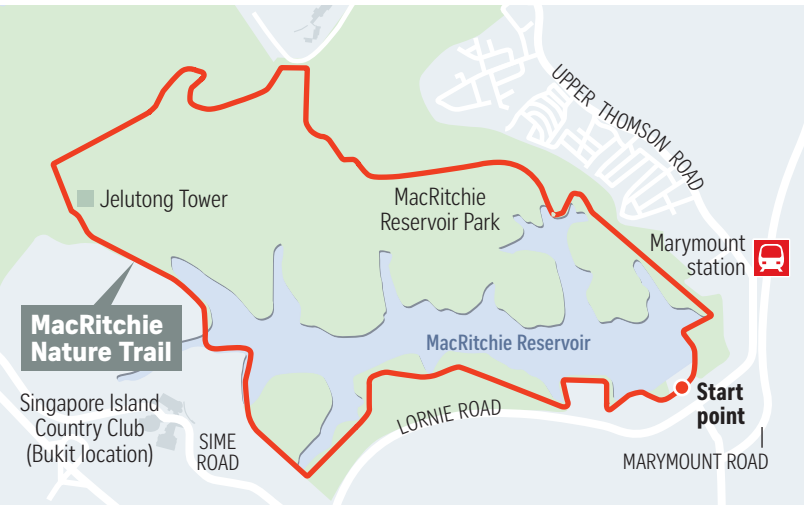 UPPER THOMSON ROAD
Jelutong Tower
MacRitchie
Reservoir Park
Marymount
station
MacRitchie
Nature Trail
MacRitchie Reservoir
Start
point
Singapore Island
Country Club
(Bukit location)
SIME
ROAD
LORNIE ROAD
MARYMOUNT ROAD